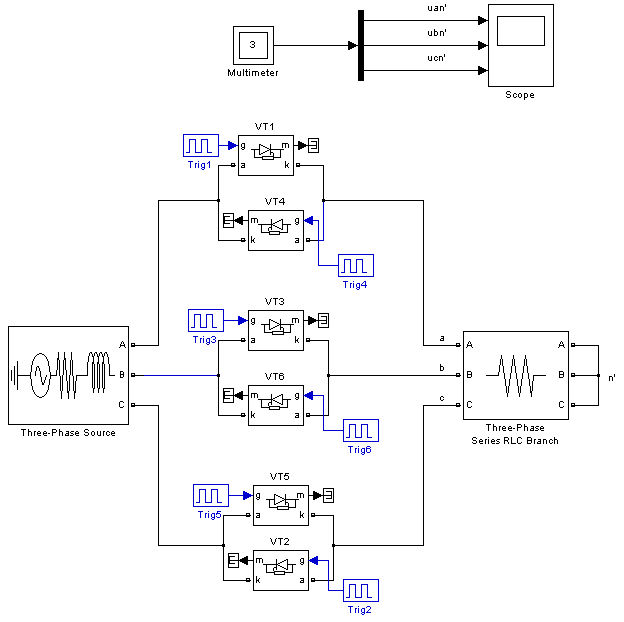 uan'
ubn'
3
ucn'
Multimeter
Scope
VT1
g
m
Trig1
a
k
VT4
m
g
k
a
Trig4
VT3
g
m
Trig3
a
k
a
A
A
A
B
b
B
B
n'
VT6
m
g
C
c
C
C
k
a
Three-Phase Source
Three-Phase
Series RLC Branch
Trig6
VT5
g
m
Trig5
a
k
VT2
m
g
k
a
Trig2